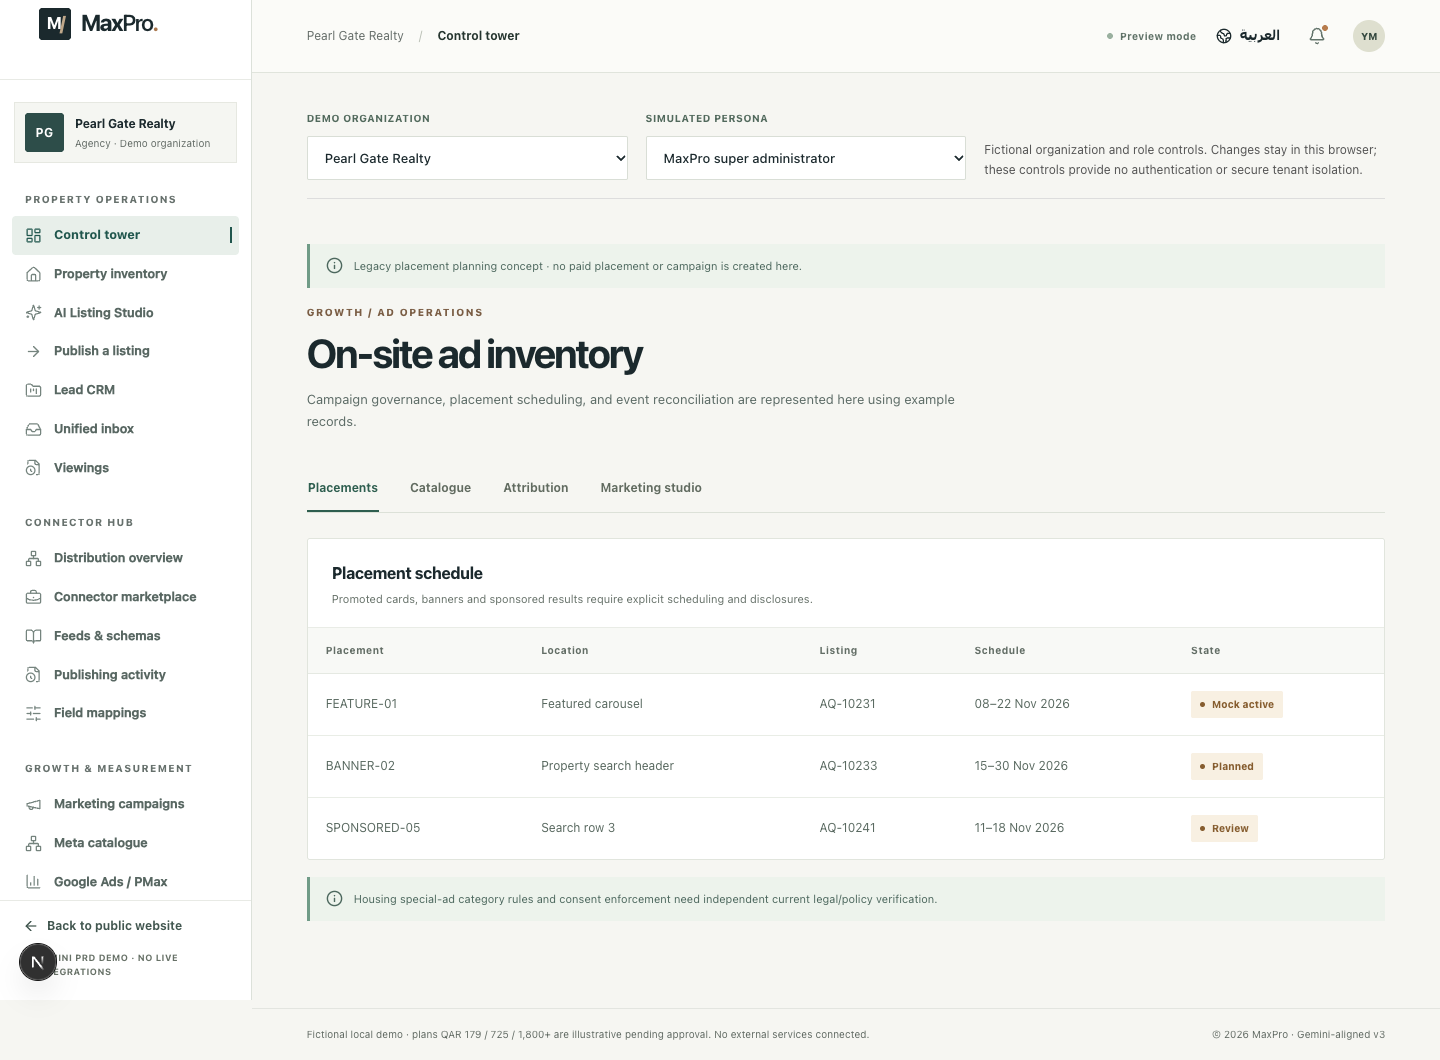 M/ MaxPro.
Pearl Gate Realty / Control tower
Preview mode
العربية
YM
PG
Pearl Gate Realty
Agency · Demo organization
PROPERTY OPERATIONS
Control tower
Property inventory
AI Listing Studio
Publish a listing
Lead CRM
Unified inbox
Viewings
CONNECTOR HUB
Distribution overview
Connector marketplace
Feeds & schemas
Publishing activity
Field mappings
GROWTH & MEASUREMENT
Marketing campaigns
Meta catalogue
Google Ads / PMax
Back to public website
N
INI PRD DEMO · NO LIVE
EGRATIONS
DEMO ORGANIZATION
Pearl Gate Realty
SIMULATED PERSONA
MaxPro super administrator
Fictional organization and role controls. Changes stay in this browser;
these controls provide no authentication or secure tenant isolation.
Legacy placement planning concept · no paid placement or campaign is created here.
GROWTH / AD OPERATIONS
On-site ad inventory
Campaign governance, placement scheduling, and event reconciliation are represented here using example
records.
Placements Catalogue Attribution Marketing studio
Placement schedule
Promoted cards, banners and sponsored results require explicit scheduling and disclosures.
Placement Location Listing Schedule State
FEATURE-01 Featured carousel AQ-10231 08–22 Nov 2026 Mock active
BANNER-02 Property search header AQ-10233 15–30 Nov 2026 Planned
SPONSORED-05 Search row 3 AQ-10241 11–18 Nov 2026 Review
Housing special-ad category rules and consent enforcement need independent current legal/policy verification.
Fictional local demo · plans QAR 179 / 725 / 1,800+ are illustrative pending approval. No external services connected.
© 2026 MaxPro · Gemini-aligned v3